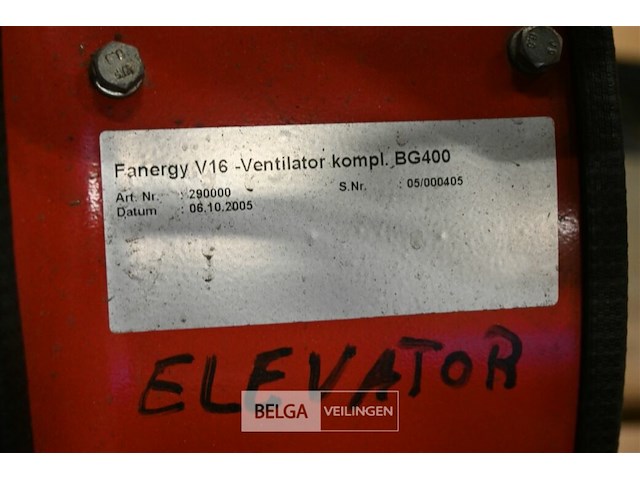 Fanergy V16 -Ventilator kompl. BG400
Art. Nr. : 290000 S.Nr. : 05/000405
Datum : 06.10.2005
ELEVATOR
BELGA VEILINGEN